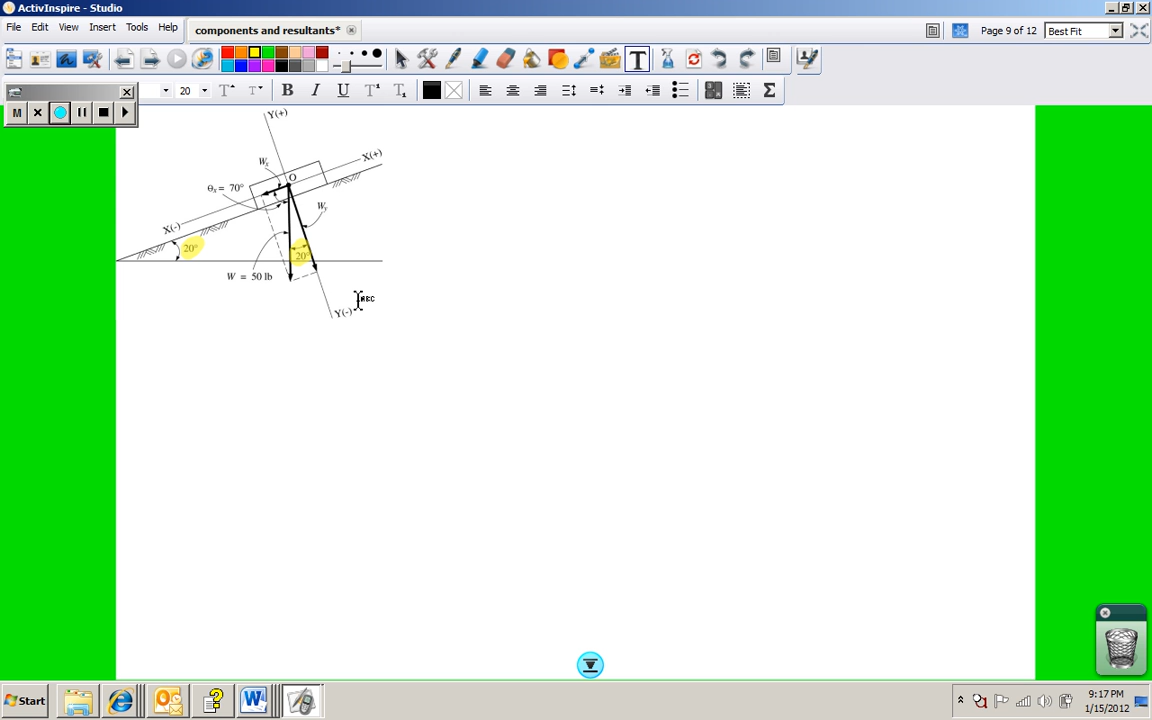 ActivInspire - Studio
File Edit View Insert Tools Help
components and resultants*
Page 9 of 12
Best Fit
20
B I U T T
T
Σ
M
Y(+)
X(+)
Wx
O
θx = 70°
Wy
X(-)
20°
20°
W = 50 lb
ABC
Y(-)
Start
W
9:17 PM
1/15/2012